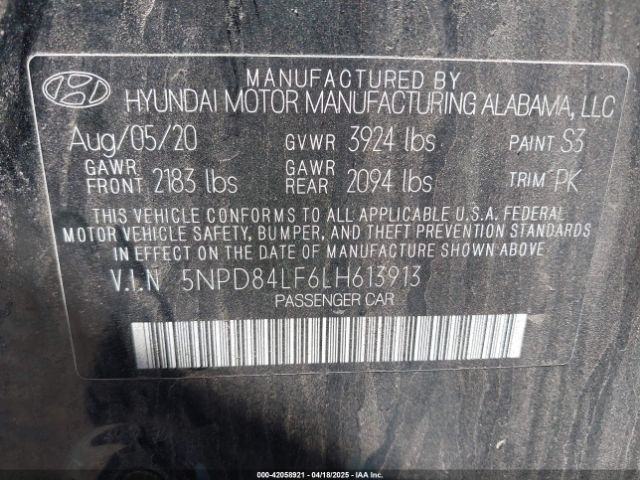 MANUFACTURED BY
HYUNDAI MOTOR MANUFACTURING ALABAMA, LLC
Aug/05/20 GVWR 3924 lbs PAINT S3
GAWR FRONT 2183 lbs GAWR REAR 2094 lbs TRIM PK
THIS VEHICLE CONFORMS TO ALL APPLICABLE U.S.A. FEDERAL
MOTOR VEHICLE SAFETY, BUMPER, AND THEFT PREVENTION STANDARDS
IN EFFECT ON THE DATE OF MANUFACTURE SHOWN ABOVE.
V.I.N 5NPD84LF6LH613913
PASSENGER CAR
000-42058921 - 04/18/2025 - IAA Inc.